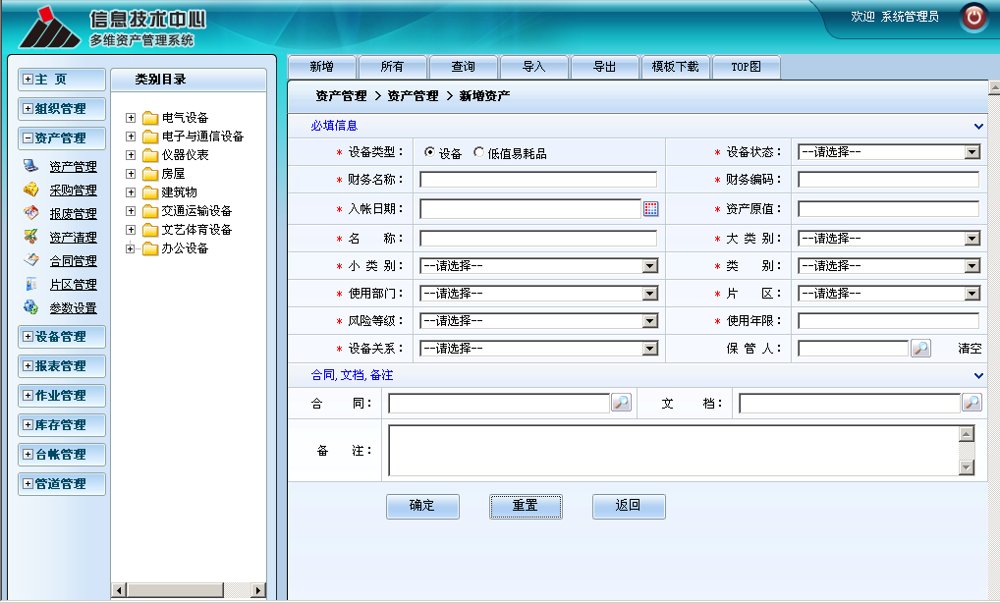 信息技术中心
多维资产管理系统
欢迎 系统管理员
主 页
组织管理
资产管理
资产管理
采购管理
报废管理
资产清理
合同管理
片区管理
参数设置
设备管理
报表管理
作业管理
库存管理
台帐管理
管道管理
类别目录
电气设备
电子与通信设备
仪器仪表
房屋
建筑物
交通运输设备
文艺体育设备
办公设备
新增 所有 查询 导入 导出 模板下载 TOP图
资产管理 > 资产管理 > 新增资产
必填信息
* 设备类型： 设备 低值易耗品 * 设备状态： --请选择--
* 财务名称： * 财务编码：
* 入帐日期： * 资产原值：
* 名 称： * 大 类 别： --请选择--
* 小 类 别： --请选择-- * 类 别： --请选择--
* 使用部门： --请选择-- * 片 区： --请选择--
* 风险等级： --请选择-- * 使用年限：
* 设备关系： --请选择-- 保 管 人： 清空
合同, 文档, 备注
合 同： 文 档：
备 注：
确定 重置 返回